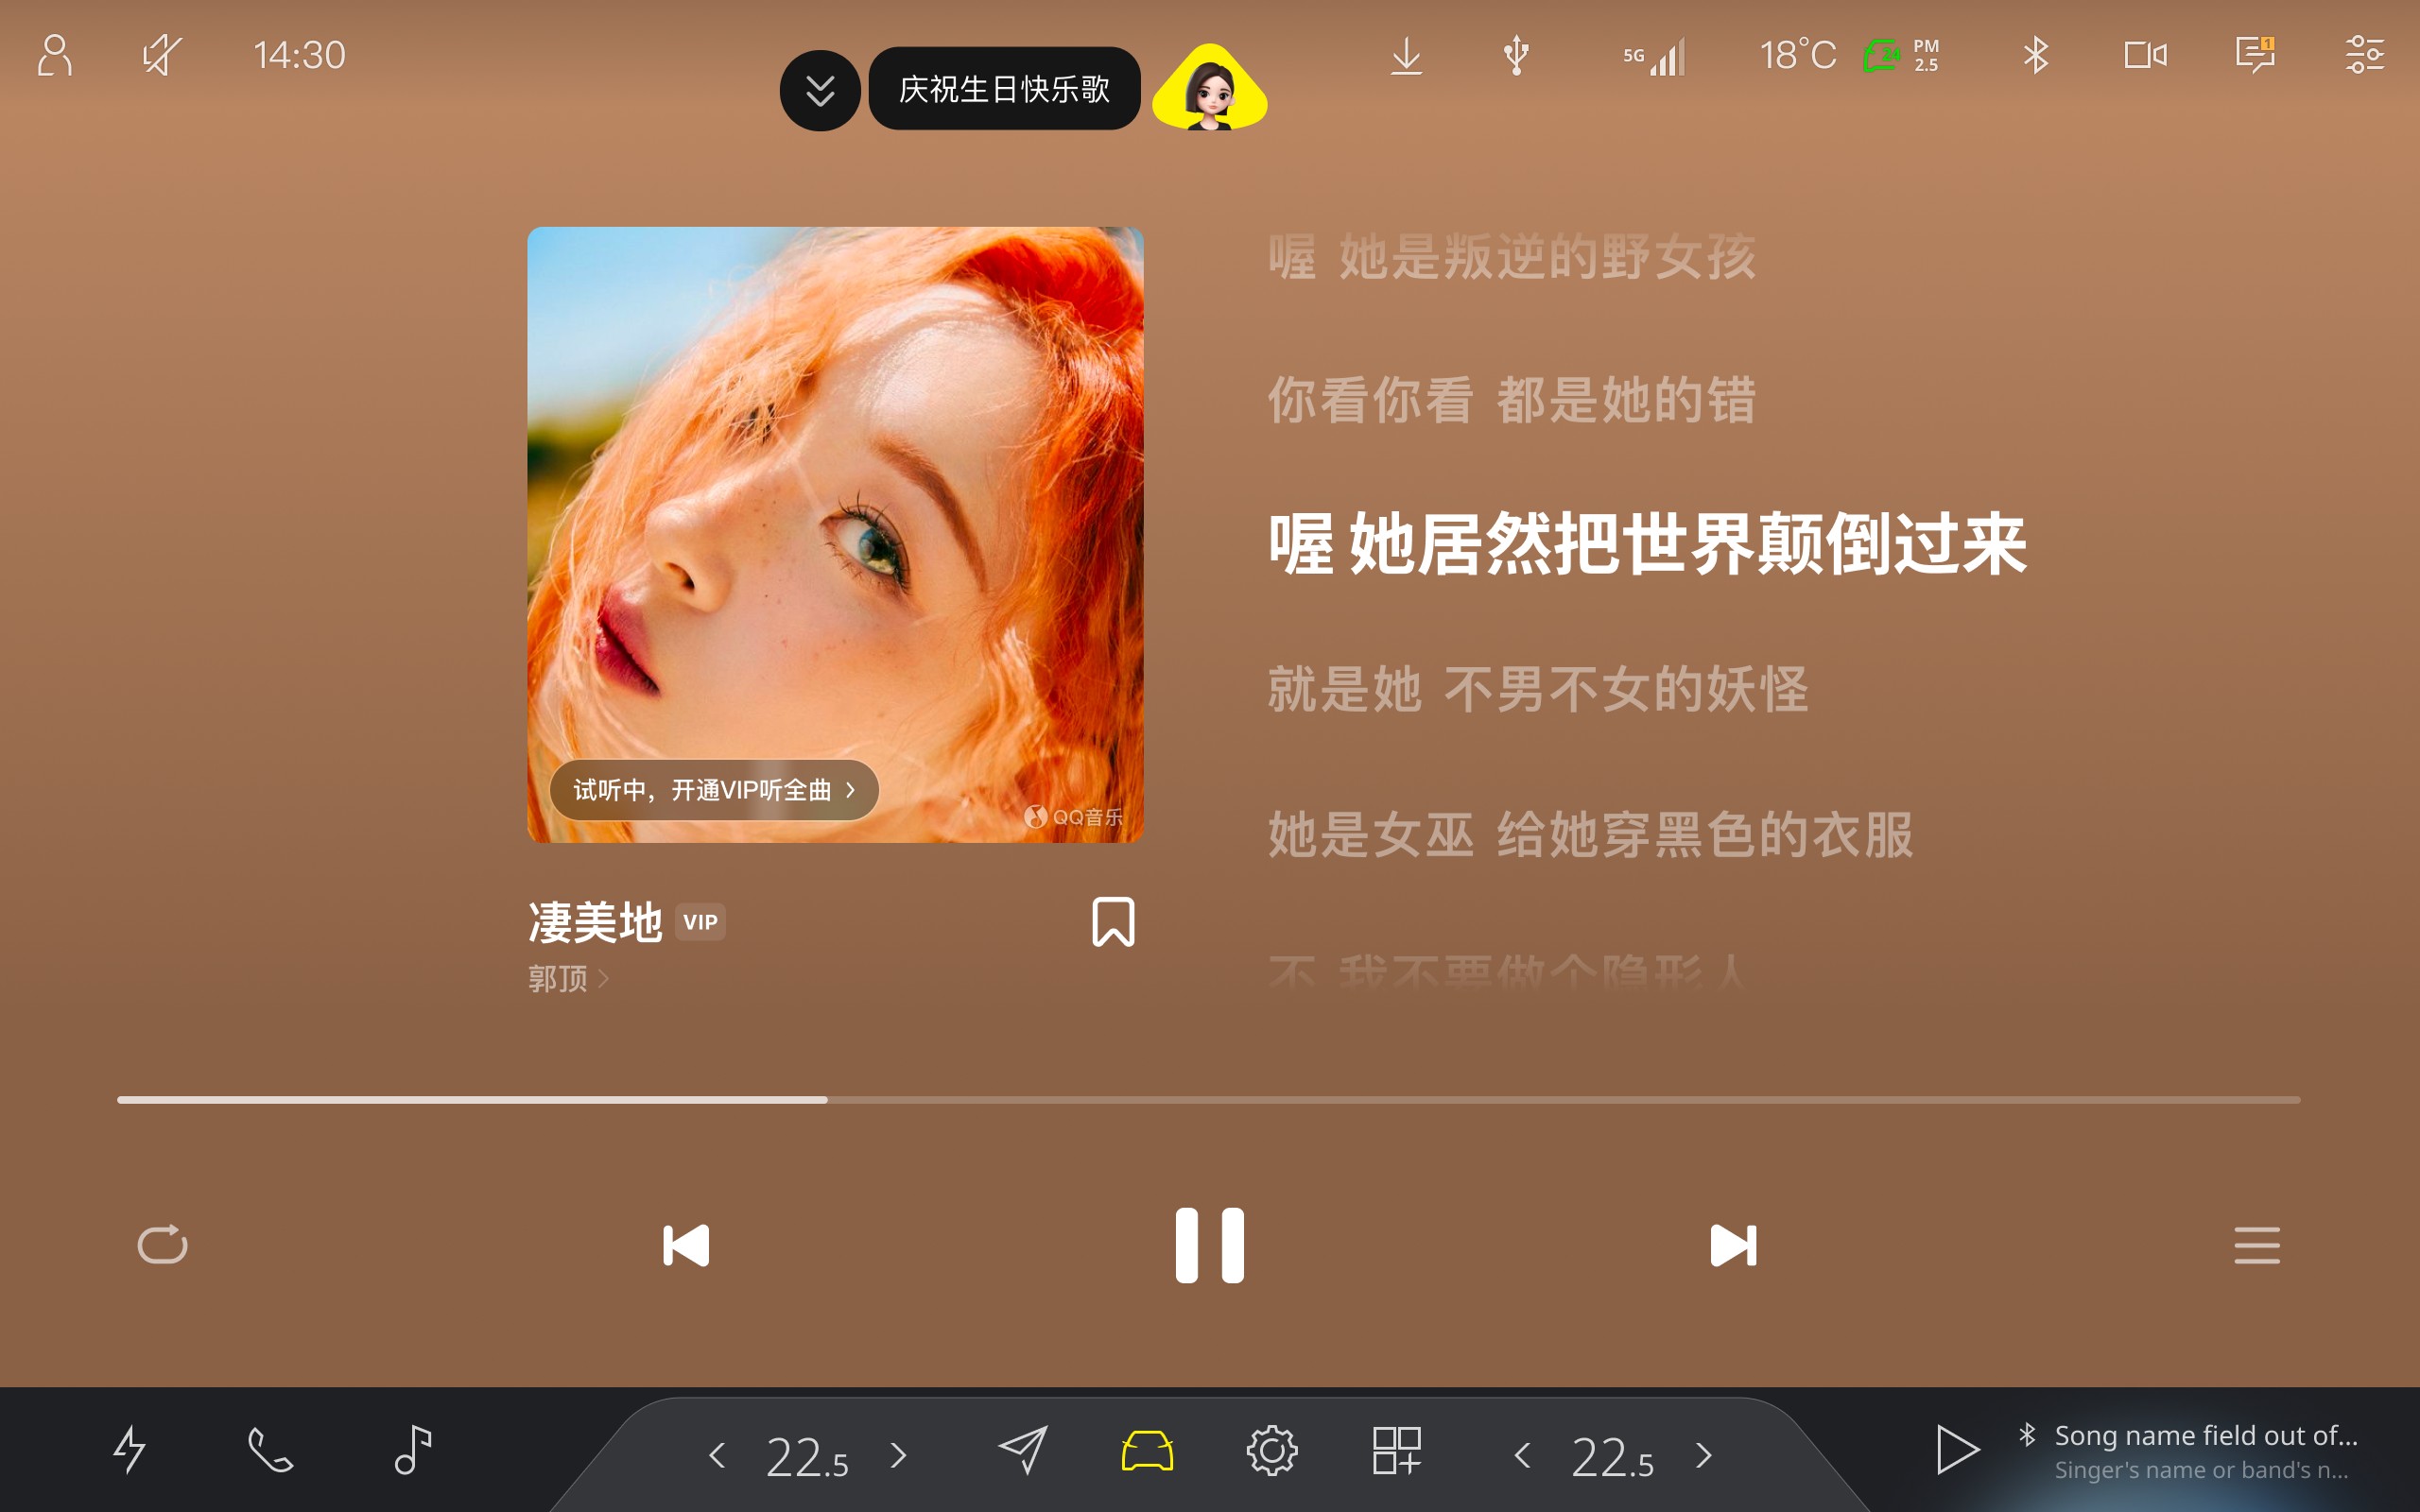 14:30
庆祝生日快乐歌
5G
18°C
24
PM
2.5
1
喔 她是叛逆的野女孩
你看你看 都是她的错
喔 她居然把世界颠倒过来
就是她 不男不女的妖怪
她是女巫 给她穿黑色的衣服
不 我不要做个隐形人
试听中，开通VIP听全曲
QQ音乐
凄美地 VIP
郭顶
22.5
22.5
Song name field out of...
Singer's name or band's n...